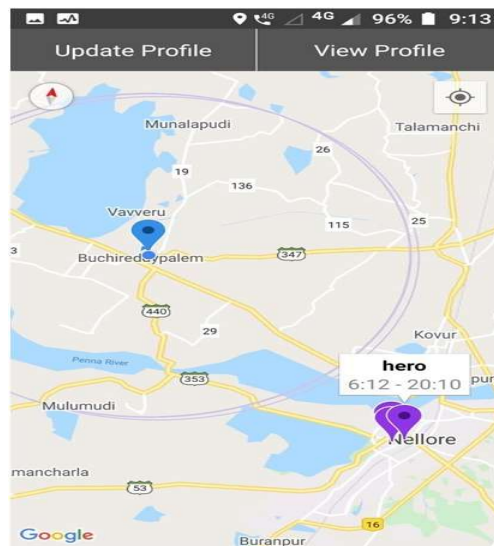 4G 4G 96% 9:13
Update Profile View Profile
Munalapudi
Talamanchi
26
19
136
Vavveru
115
25
3
Buchireddypalem
347
440
29
Kovur
Penna River
353
hero
6:12 - 20:10
pur
Mulumudi
Nellore
mancharla
53
16
Google
Buranpur